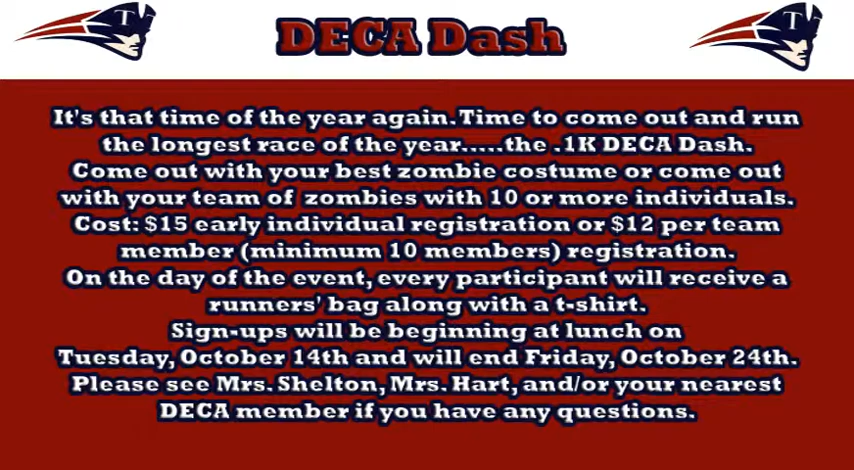 T
DECA Dash
T
It's that time of the year again. Time to come out and run
the longest race of the year.....the .1K DECA Dash.
Come out with your best zombie costume or come out
with your team of zombies with 10 or more individuals.
Cost: $15 early individual registration or $12 per team
member (minimum 10 members) registration.
On the day of the event, every participant will receive a
runners' bag along with a t-shirt.
Sign-ups will be beginning at lunch on
Tuesday, October 14th and will end Friday, October 24th.
Please see Mrs. Shelton, Mrs. Hart, and/or your nearest
DECA member if you have any questions.